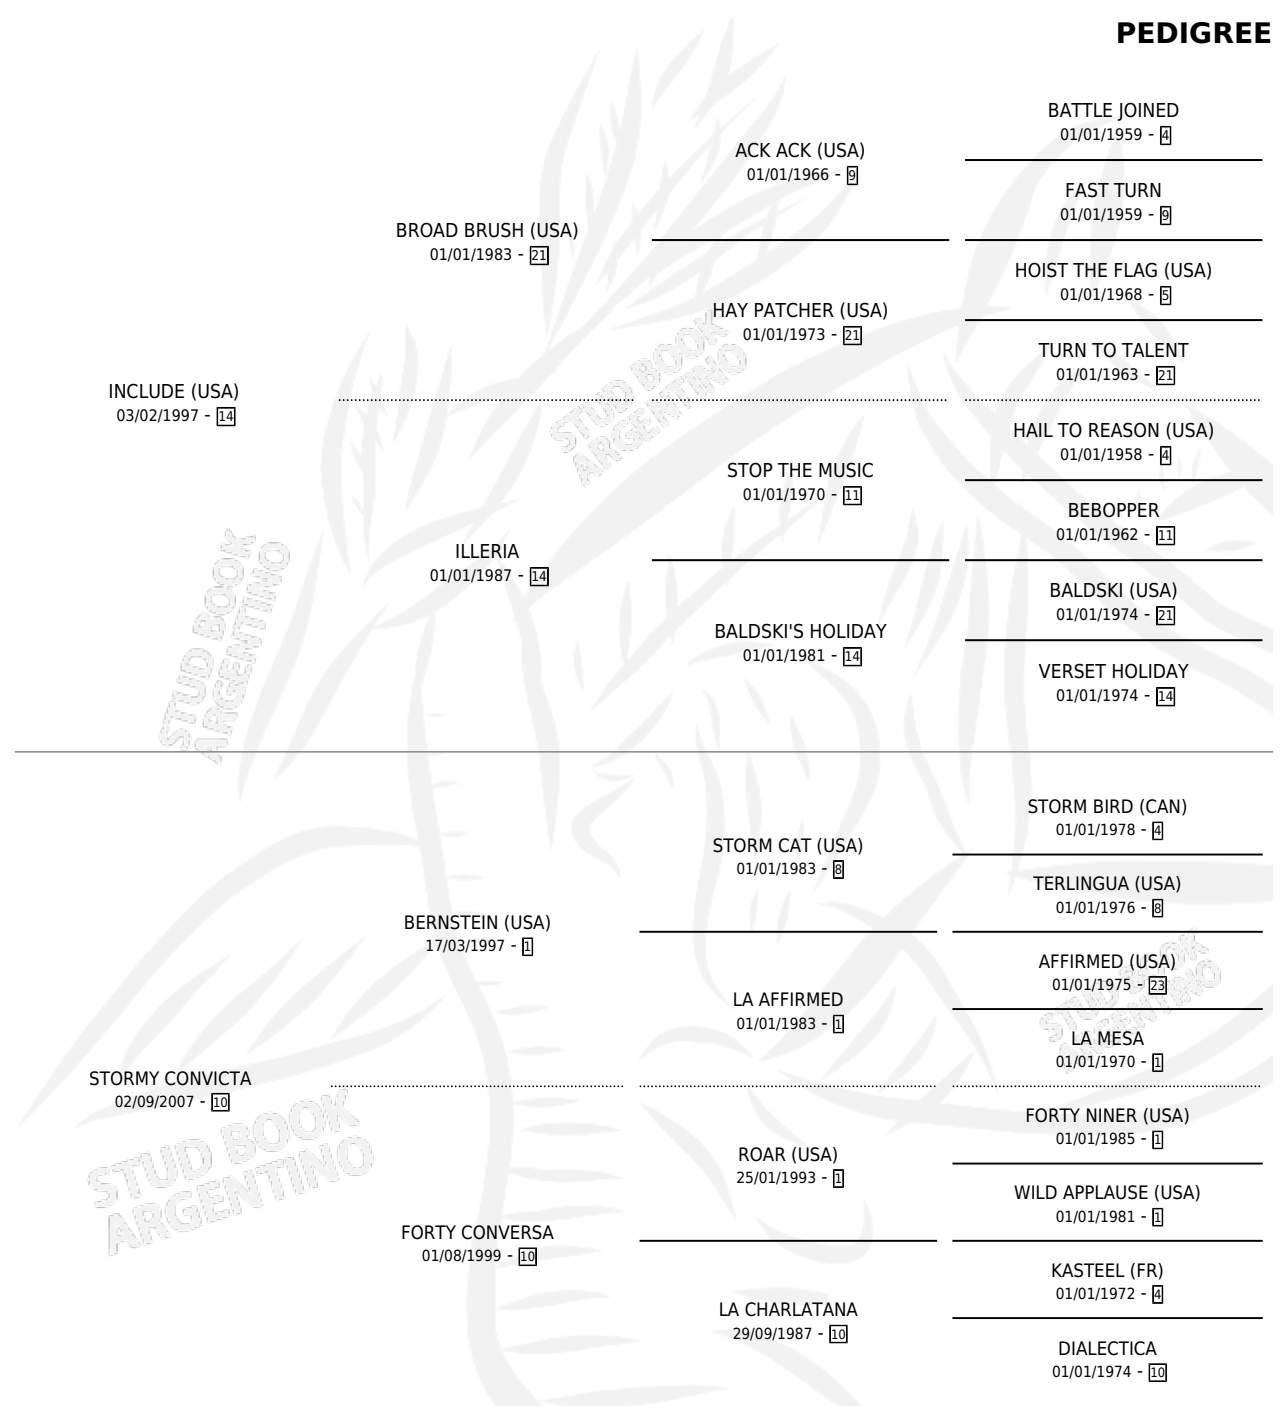 PEDIGREE
BATTLE JOINED
01/01/1959 - 4
ACK ACK (USA)
01/01/1966 - 9
FAST TURN
01/01/1959 - 9
BROAD BRUSH (USA)
01/01/1983 - 21
HOIST THE FLAG (USA)
01/01/1968 - 5
HAY PATCHER (USA)
01/01/1973 - 21
TURN TO TALENT
01/01/1963 - 21
INCLUDE (USA)
03/02/1997 - 14
HAIL TO REASON (USA)
01/01/1958 - 4
STOP THE MUSIC
01/01/1970 - 11
BEBOPPER
01/01/1962 - 11
ILLERIA
01/01/1987 - 14
BALDSKI (USA)
01/01/1974 - 21
BALDSKI'S HOLIDAY
01/01/1981 - 14
VERSET HOLIDAY
01/01/1974 - 14
STORM BIRD (CAN)
01/01/1978 - 4
STORM CAT (USA)
01/01/1983 - 8
TERLINGUA (USA)
01/01/1976 - 8
BERNSTEIN (USA)
17/03/1997 - 1
AFFIRMED (USA)
01/01/1975 - 23
LA AFFIRMED
01/01/1983 - 1
LA MESA
01/01/1970 - 1
STORMY CONVICTA
02/09/2007 - 10
FORTY NINER (USA)
01/01/1985 - 1
ROAR (USA)
25/01/1993 - 1
WILD APPLAUSE (USA)
01/01/1981 - 1
FORTY CONVERSA
01/08/1999 - 10
KASTEEL (FR)
01/01/1972 - 4
LA CHARLATANA
29/09/1987 - 10
DIALECTICA
01/01/1974 - 10
STUD BOOK
ARGENTINO
STUD BOOK
ARGENTINO
STUD BOOK
ARGENTINO
STUD BOOK
ARGENTINO